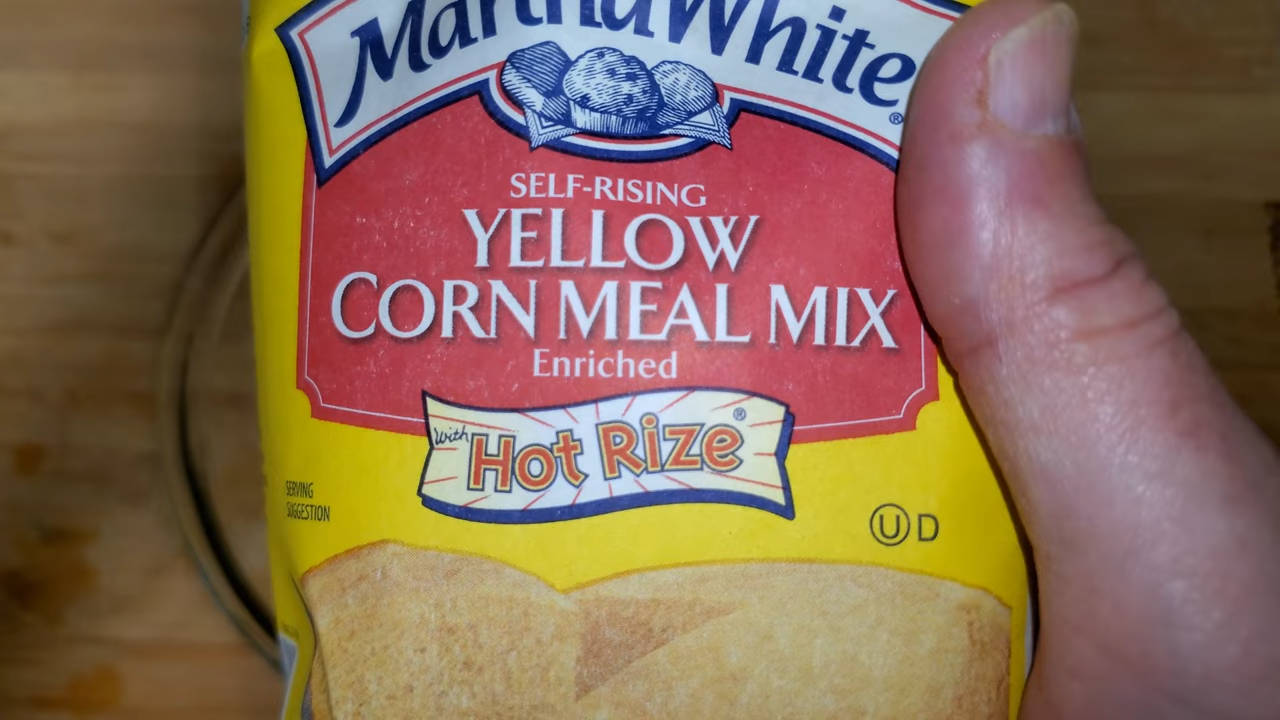 Martha White®
SELF-RISING
YELLOW
CORN MEAL MIX
Enriched
with Hot Rize®
SERVING
SUGGESTION
U D